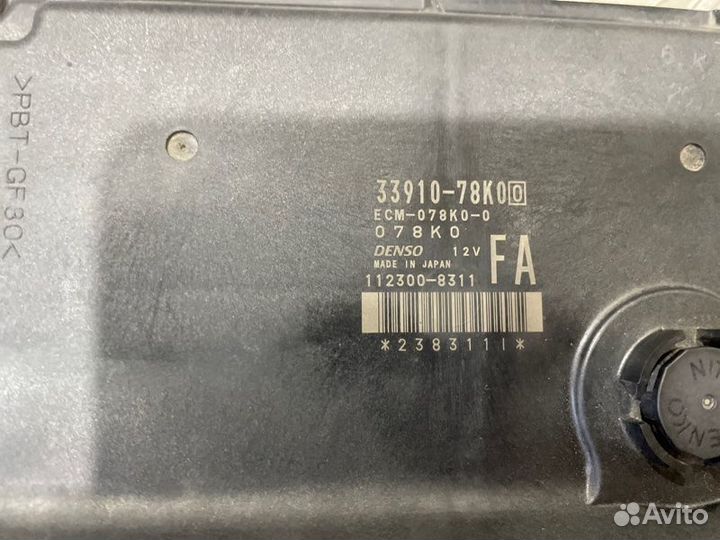 >PBT-GF30<
33910-78K00
ECM-078K0-0
078K0
DENSO 12V
MADE IN JAPAN
FA
112300-8311
*2383111*
Avito